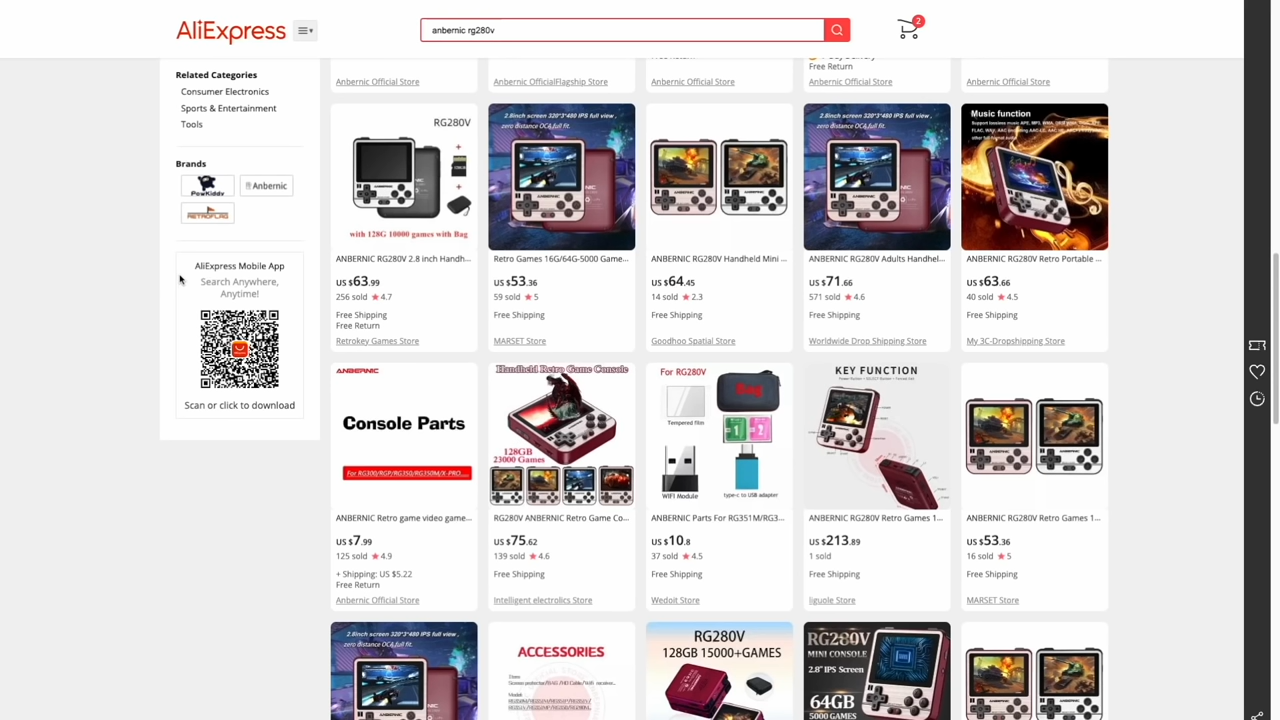 AliExpress
anbernic rg280v
2
Related Categories
Consumer Electronics
Sports & Entertainment
Tools
Brands
PowKiddy
Anbernic
RETROFLAG
AliExpress Mobile App
Search Anywhere,
Anytime!
Scan or click to download
Free Return
Anbernic Official Store
Anbernic OfficialFlagship Store
Anbernic Official Store
Anbernic Official Store
Anbernic Official Store
RG280V
with 128G 10000 games with Bag
ANBERNIC RG280V 2.8 inch Handh...
US $63.99
256 sold ★ 4.7
Free Shipping
Free Return
Retrokey Games Store
2.8inch screen 320*3*480 IPS full view ,
zero distance OCA full fit.
Retro Games 16G/64G-5000 Game...
US $53.36
59 sold ★ 5
Free Shipping
MARSET Store
ANBERNIC RG280V Handheld Mini ...
US $64.45
14 sold ★ 2.3
Free Shipping
Goodhoo Spatial Store
2.8inch screen 320*3*480 IPS full view ,
zero distance OCA full fit.
ANBERNIC RG280V Adults Handhel...
US $71.66
571 sold ★ 4.6
Free Shipping
Worldwide Drop Shipping Store
Music function
ANBERNIC RG280V Retro Portable ...
US $63.66
40 sold ★ 4.5
Free Shipping
My 3C-Dropshipping Store
ANBERNIC
Console Parts
For RG300/RGP/RG350/RG350M/X-PRO....
ANBERNIC Retro game video game...
US $7.99
125 sold ★ 4.9
+ Shipping: US $5.22
Free Return
Anbernic Official Store
Handheld Retro Game Console
128GB
23000 Games
RG280V ANBERNIC Retro Game Co...
US $75.62
139 sold ★ 4.6
Free Shipping
Intelligent electrolics Store
For RG280V
Bag
Tempered film
1
2
WIFI Module
type-c to USB adapter
ANBERNIC Parts For RG351M/RG3...
US $10.8
37 sold ★ 4.5
Free Shipping
Wedoit Store
KEY FUNCTION
ANBERNIC RG280V Retro Games 1...
US $213.89
1 sold
Free Shipping
liguole Store
ANBERNIC RG280V Retro Games 1...
US $53.36
16 sold ★ 5
Free Shipping
MARSET Store
2.8inch screen 320*3*480 IPS full view ,
zero distance OCA full fit.
ACCESSORIES
RG280V
128GB 15000+GAMES
RG280V
MINI CONSOLE
2.8" IPS Screen
64GB
5000 GAMES